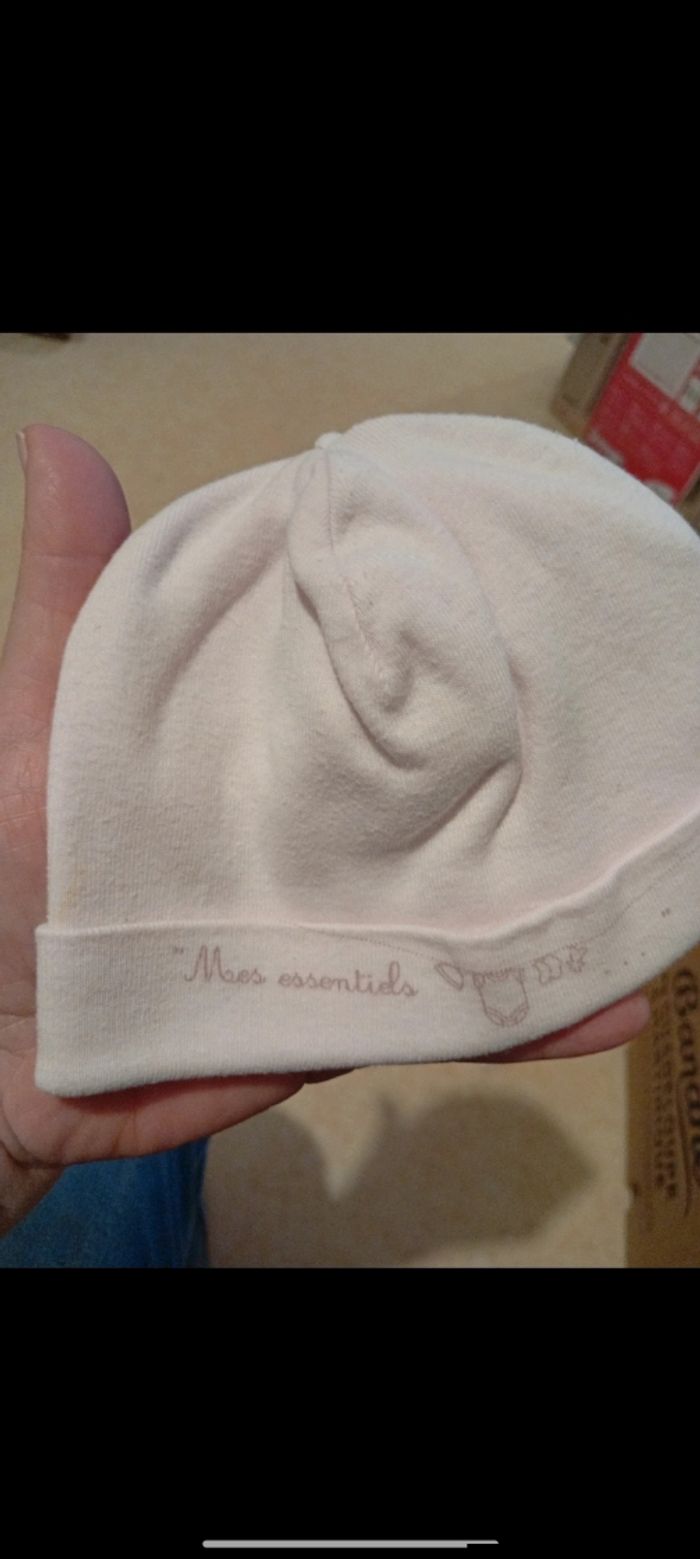 "Mes essentiels ... "